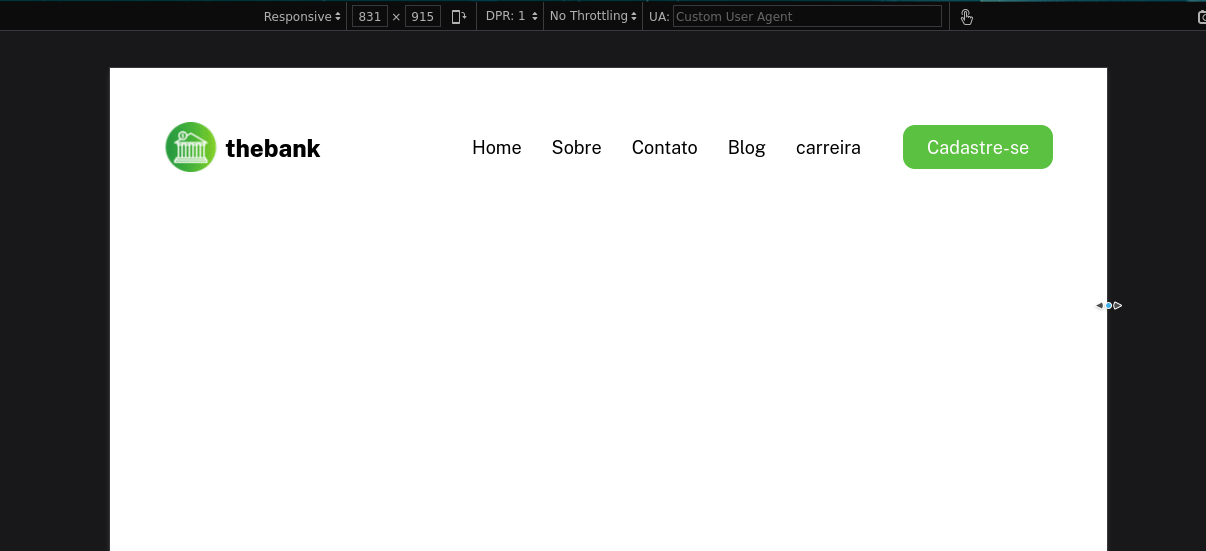 Responsive 831 × 915 DPR: 1 No Throttling UA: Custom User Agent
thebank Home Sobre Contato Blog carreira Cadastre-se